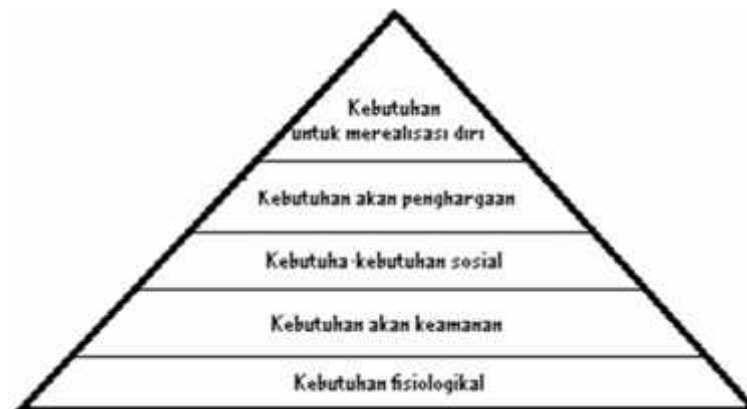 Kebutuhan
untuk merealisasi diri
Kebutuhan akan penghargaan
Kebutuha-kebutuhan sosial
Kebutuhan akan keamanan
Kebutuhan fisiologikal